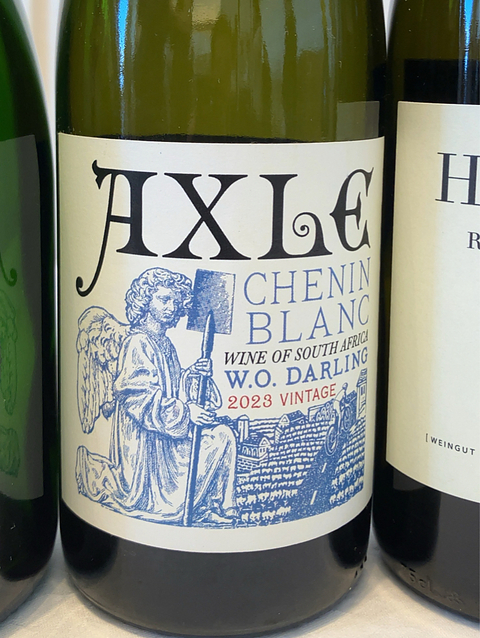 AXLE
CHENIN
BLANC
WINE OF SOUTH AFRICA
W.O. DARLING
2023 VINTAGE
H
R
[WEINGUT